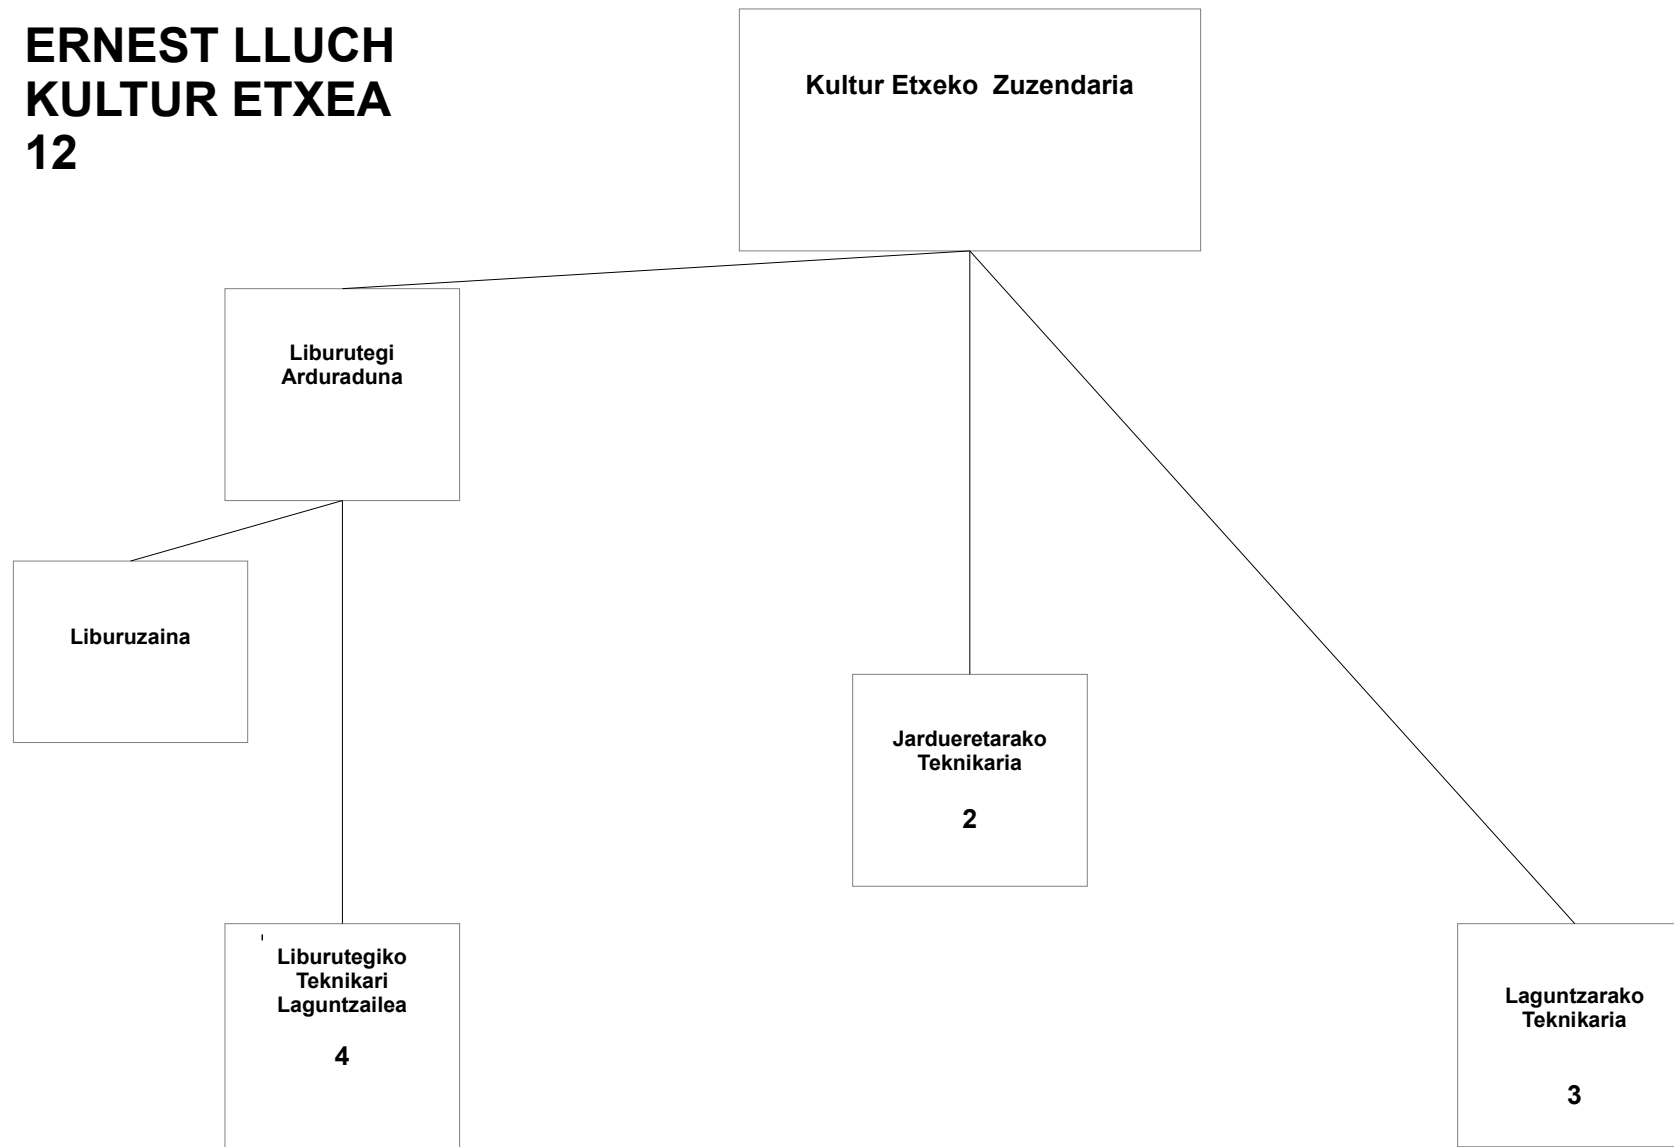 ERNEST LLUCH
KULTUR ETXEA
12
Kultur Etxeko Zuzendaria
Liburutegi
Arduraduna
Liburuzaina
Jardueretarako
Teknikaria
2
Liburutegiko
Teknikari
Laguntzailea
4
Laguntzarako
Teknikaria
3